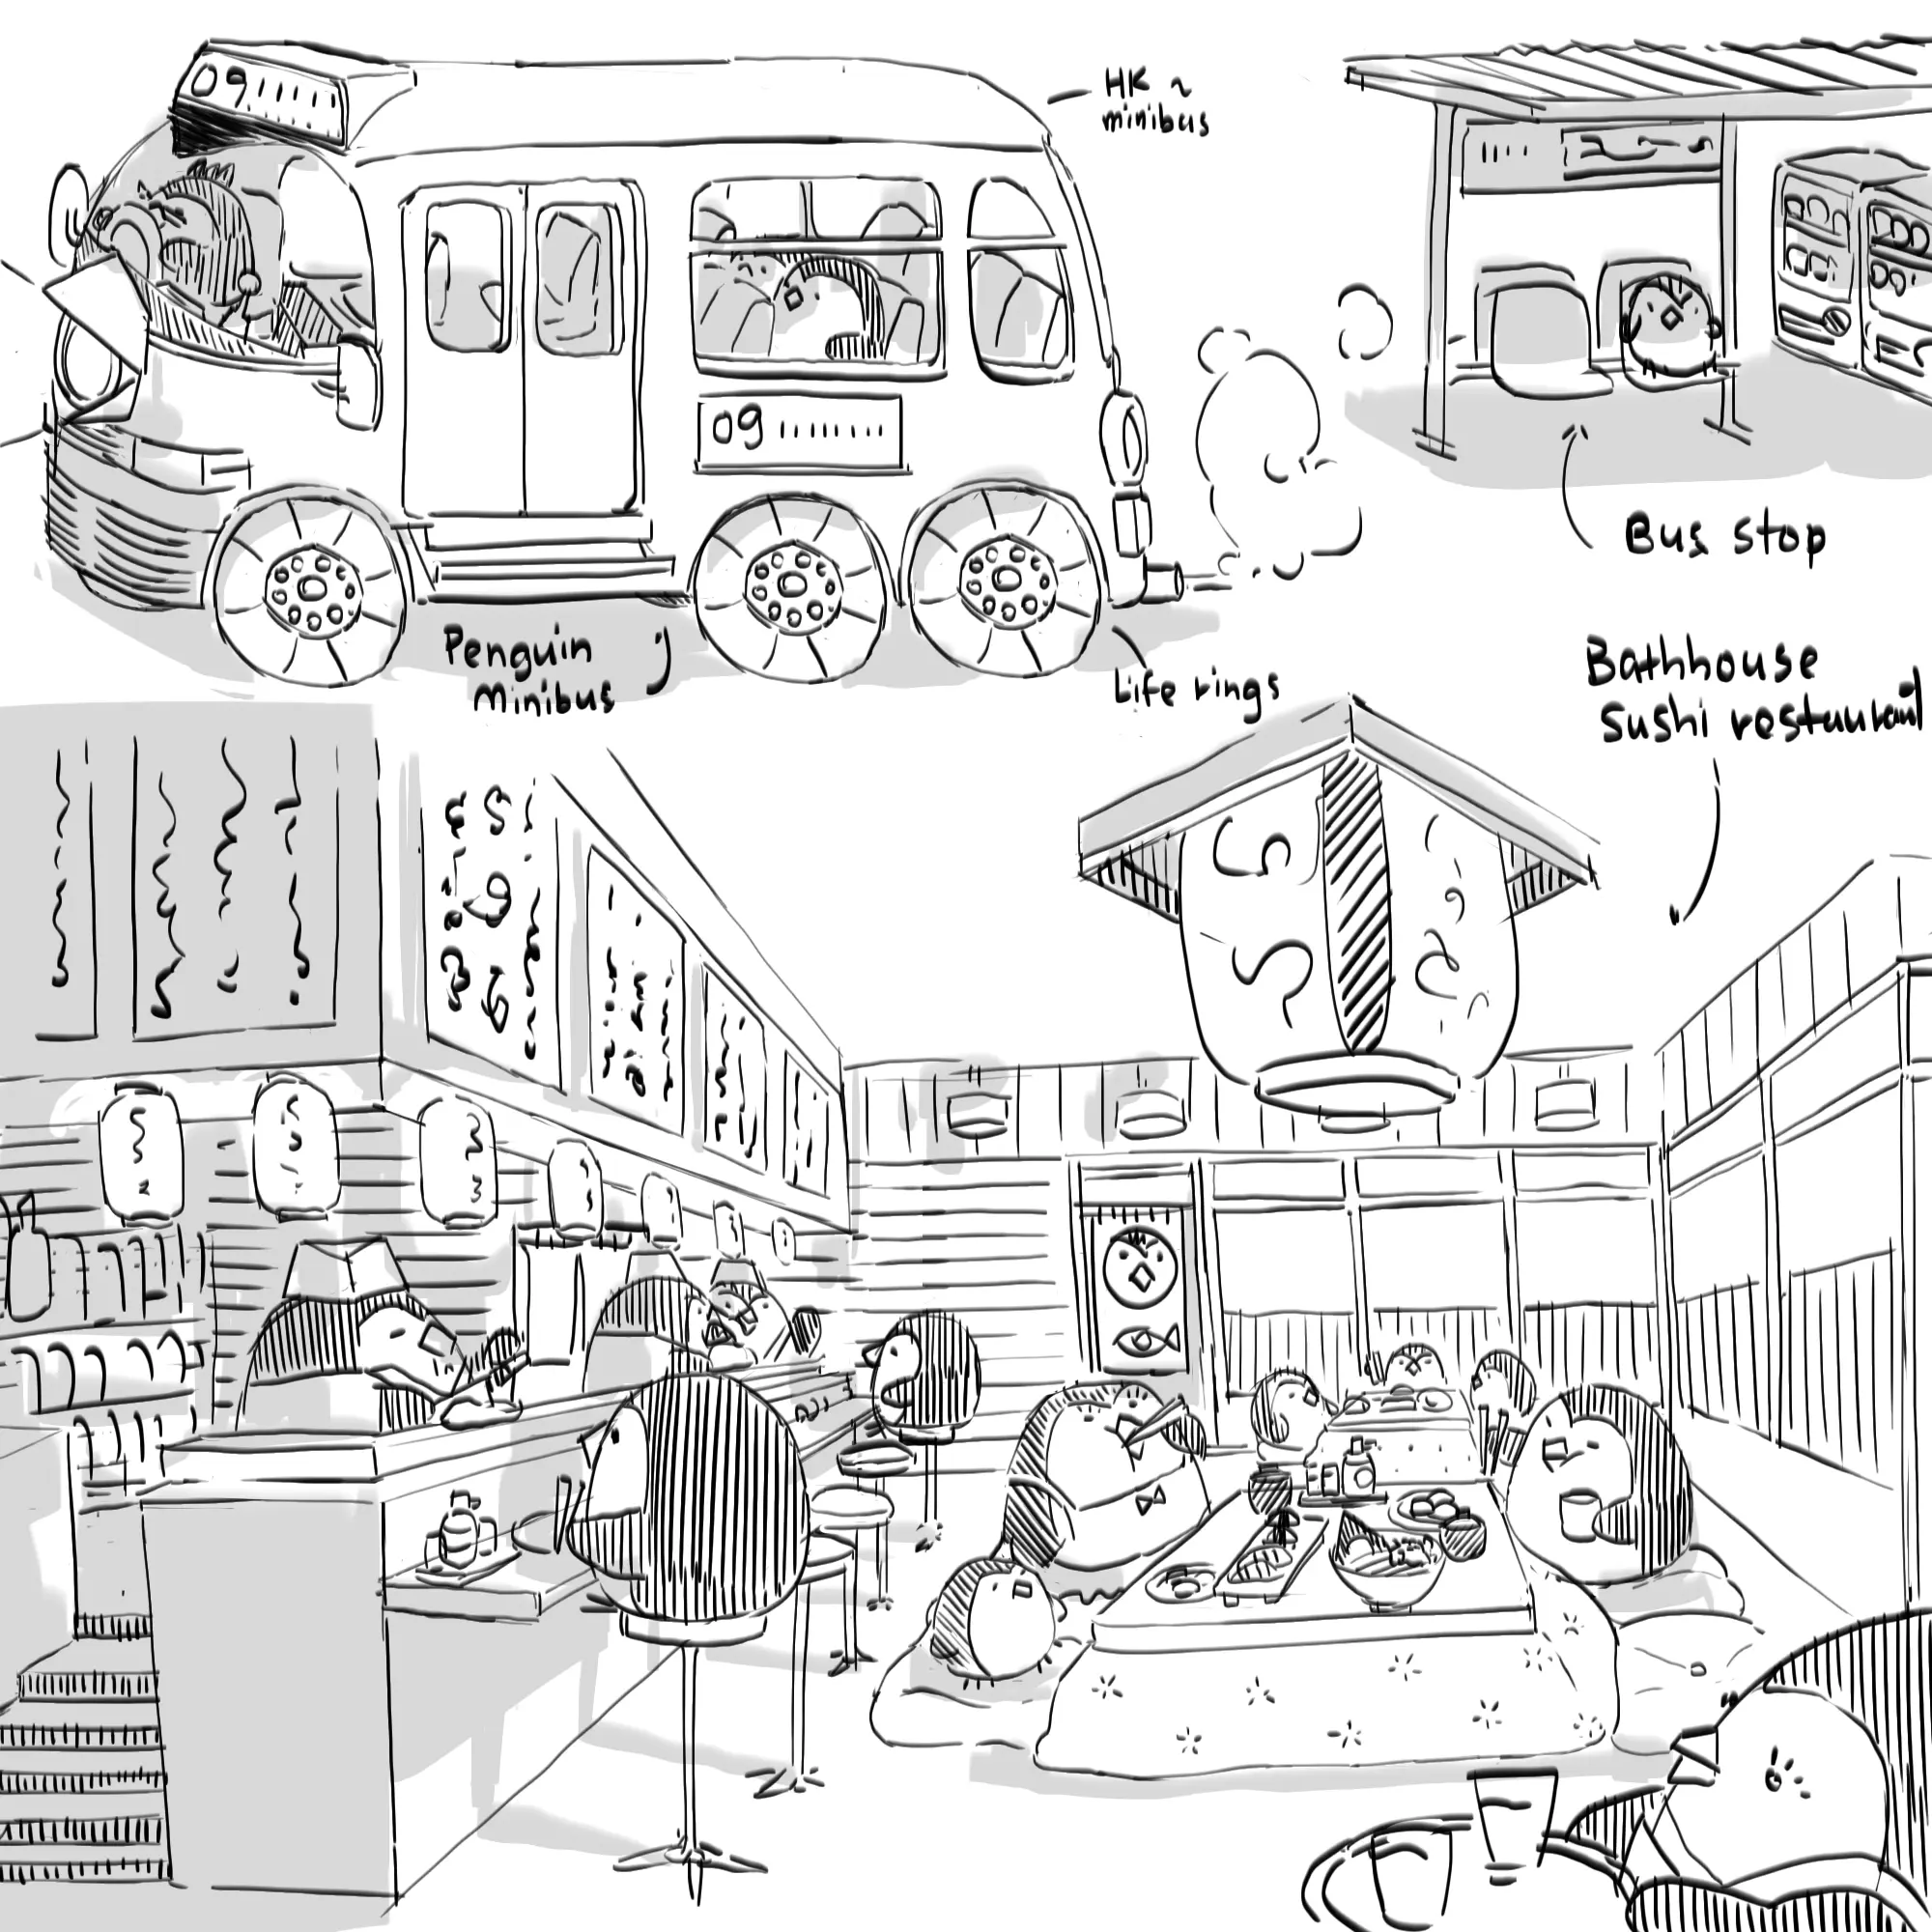 09
HK ~
minibus
09
Bus stop
Penguin
Minibus
Life rings
Bathhouse
Sushi restaurant